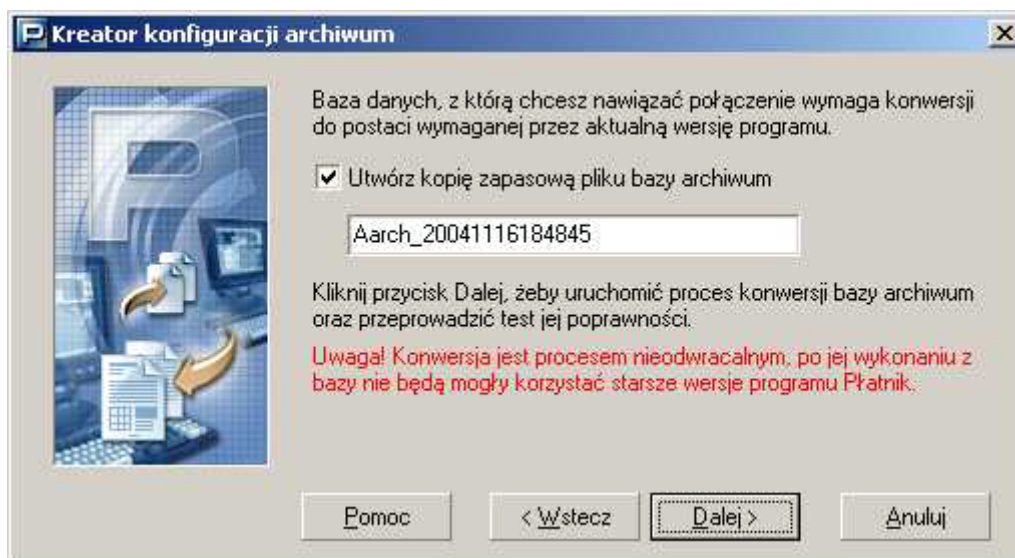 Kreator konfiguracji archiwum
Baza danych, z którą chcesz nawiązać połączenie wymaga konwersji
do postaci wymaganej przez aktualną wersję programu.
Utwórz kopię zapasową pliku bazy archiwum
Aarch_20041116184845
Kliknij przycisk Dalej, żeby uruchomić proces konwersji bazy archiwum
oraz przeprowadzić test jej poprawności.
Uwaga! Konwersja jest procesem nieodwracalnym, po jej wykonaniu z
bazy nie będą mogły korzystać starsze wersje programu Płatnik.
Pomoc
< Wstecz
Dalej >
Anuluj